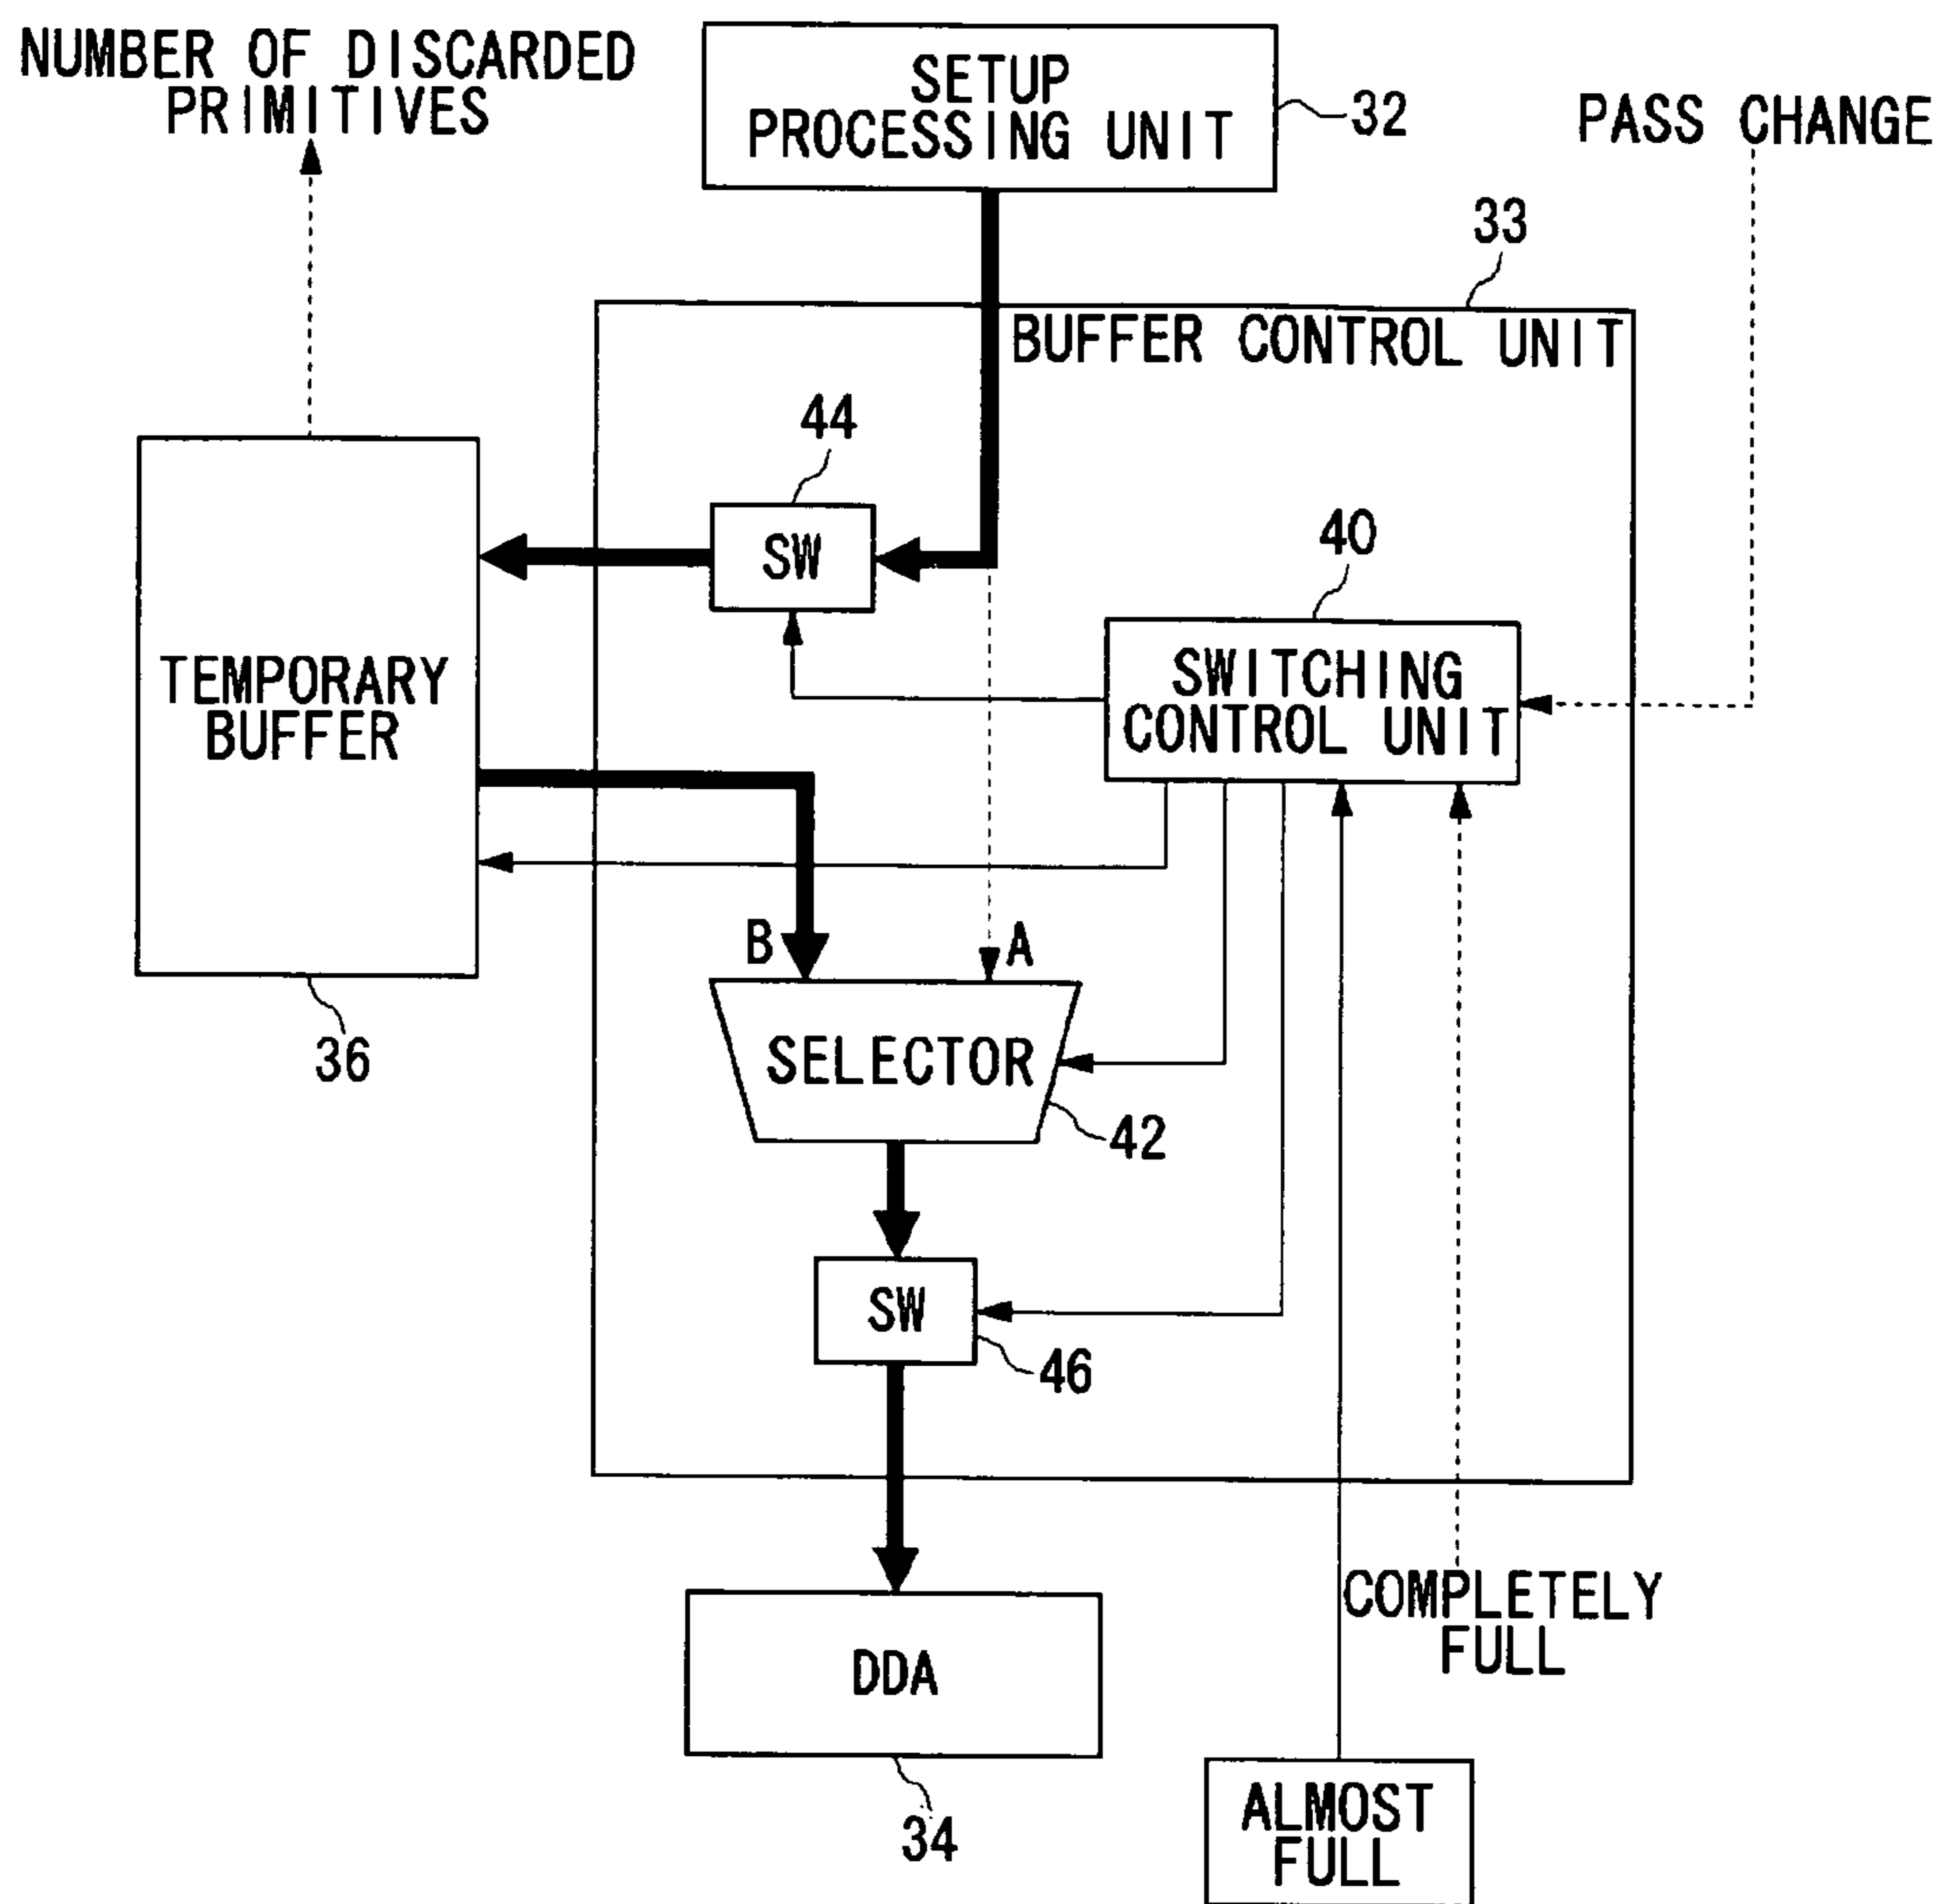 NUMBER OF DISCARDED
PRIMITIVES
SETUP
PROCESSING UNIT
32
PASS CHANGE
33
BUFFER CONTROL UNIT
44
SW
40
SWITCHING
CONTROL UNIT
TEMPORARY
BUFFER
B
A
36
SELECTOR
42
SW
46
COMPLETELY
FULL
DDA
34
ALMOST
FULL